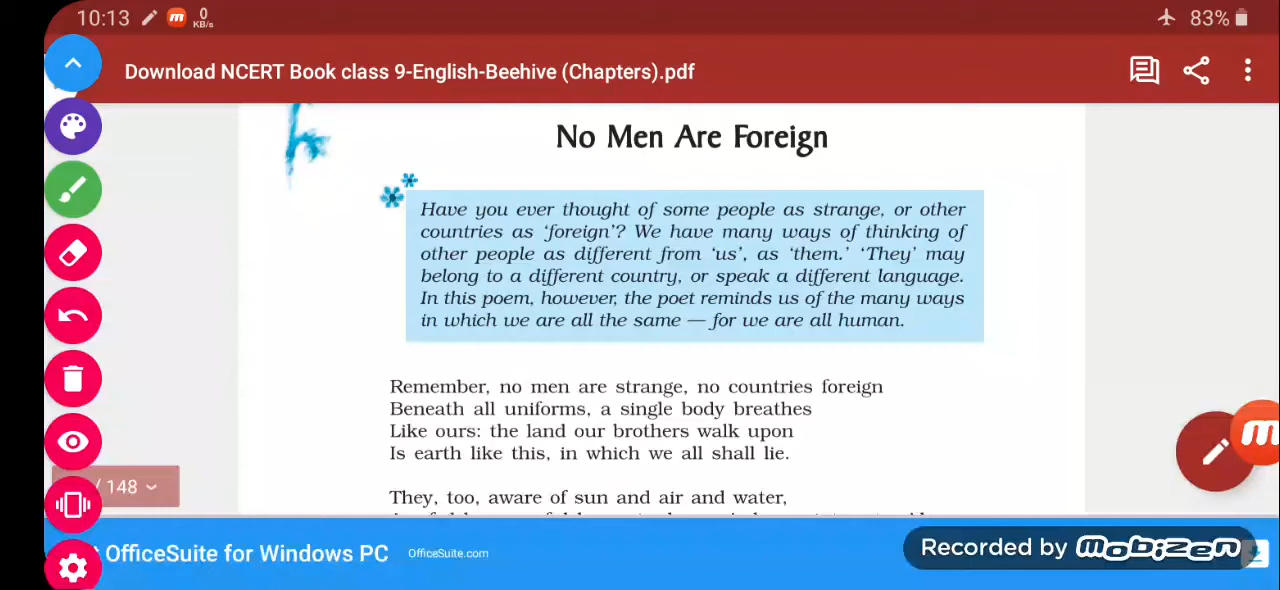 10:13
0
KB/s
83%
Download NCERT Book class 9-English-Beehive (Chapters).pdf
No Men Are Foreign
Have you ever thought of some people as strange, or other
countries as ‘foreign’? We have many ways of thinking of
other people as different from ‘us’, as ‘them.’ ‘They’ may
belong to a different country, or speak a different language.
In this poem, however, the poet reminds us of the many ways
in which we are all the same — for we are all human.
Remember, no men are strange, no countries foreign
Beneath all uniforms, a single body breathes
Like ours: the land our brothers walk upon
Is earth like this, in which we all shall lie.
They, too, aware of sun and air and water,
/ 148
OfficeSuite for Windows PC
OfficeSuite.com
Recorded by mobizen